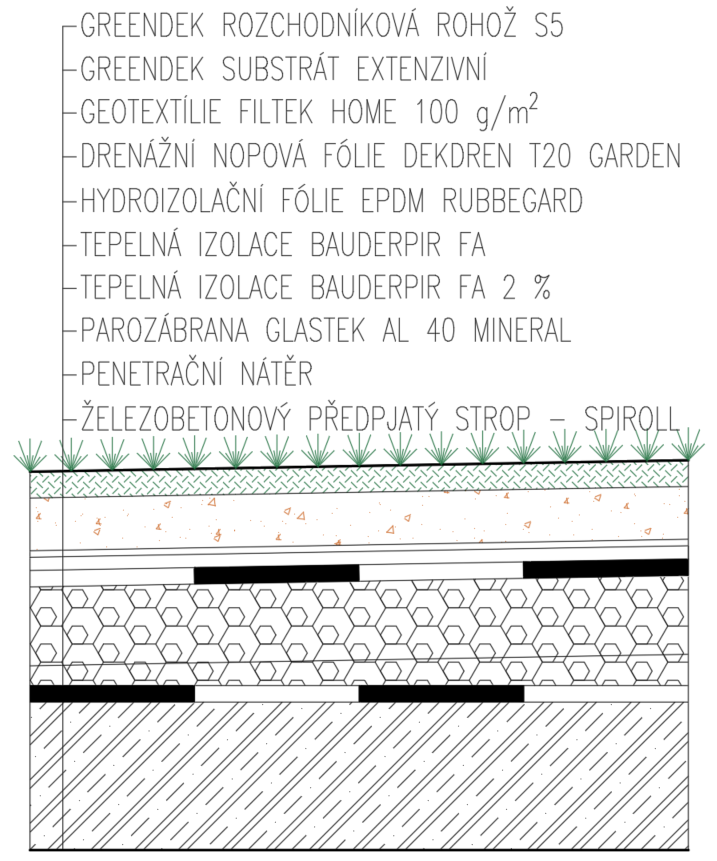 GREENDEK ROZCHODNÍKOVÁ ROHOŽ S5
GREENDEK SUBSTRÁT EXTENZIVNÍ
GEOTEXTÍLIE FILTEK HOME 100 g/m²
DRENÁŽNÍ NOPOVÁ FÓLIE DEKDREN T20 GARDEN
HYDROIZOLAČNÍ FÓLIE EPDM RUBBEGARD
TEPELNÁ IZOLACE BAUDERPIR FA
TEPELNÁ IZOLACE BAUDERPIR FA 2 %
PAROZÁBRANA GLASTEK AL 40 MINERAL
PENETRAČNÍ NÁTĚR
ŽELEZOBETONOVÝ PŘEDPJATÝ STROP – SPIROLL